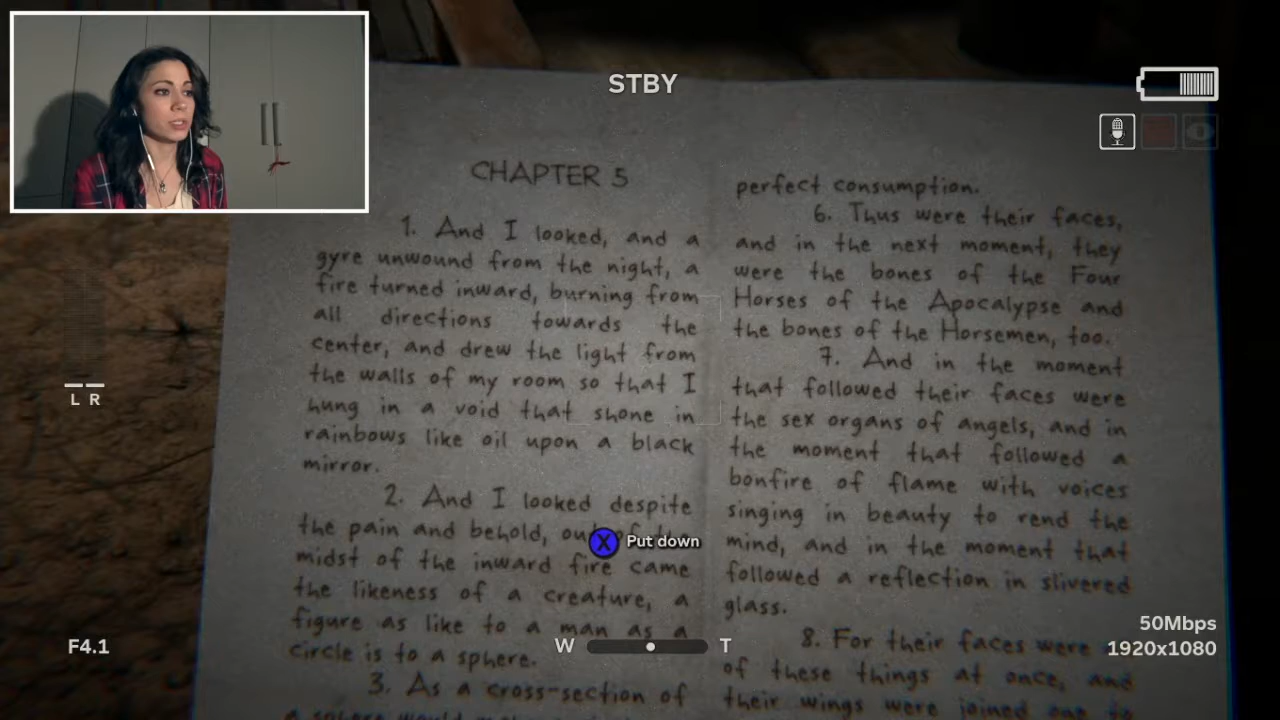 STBY
CHAPTER 5
1. And I looked, and a
gyre unwound from the night, a
fire turned inward, burning from
all directions towards the
center, and drew the light from
the walls of my room so that I
hung in a void that shone in
rainbows like oil upon a black
mirror.
2. And I looked despite
the pain and behold, out of the
midst of the inward fire came
the likeness of a creature, a
figure as like to a man as a
circle is to a sphere.
3. As a cross-section of
a sphere would
perfect consumption.
6. Thus were their faces,
and in the next moment, they
were the bones of the Four
Horses of the Apocalypse and
the bones of the Horsemen, too.
7. And in the moment
that followed their faces were
the sex organs of angels, and in
the moment that followed a
bonfire of flame with voices
singing in beauty to rend the
mind, and in the moment that
followed a reflection in slivered
glass.
8. For their faces were
of these things at once, and
their wings were joined one to
X Put down
L R
F4.1
W T
50Mbps
1920x1080